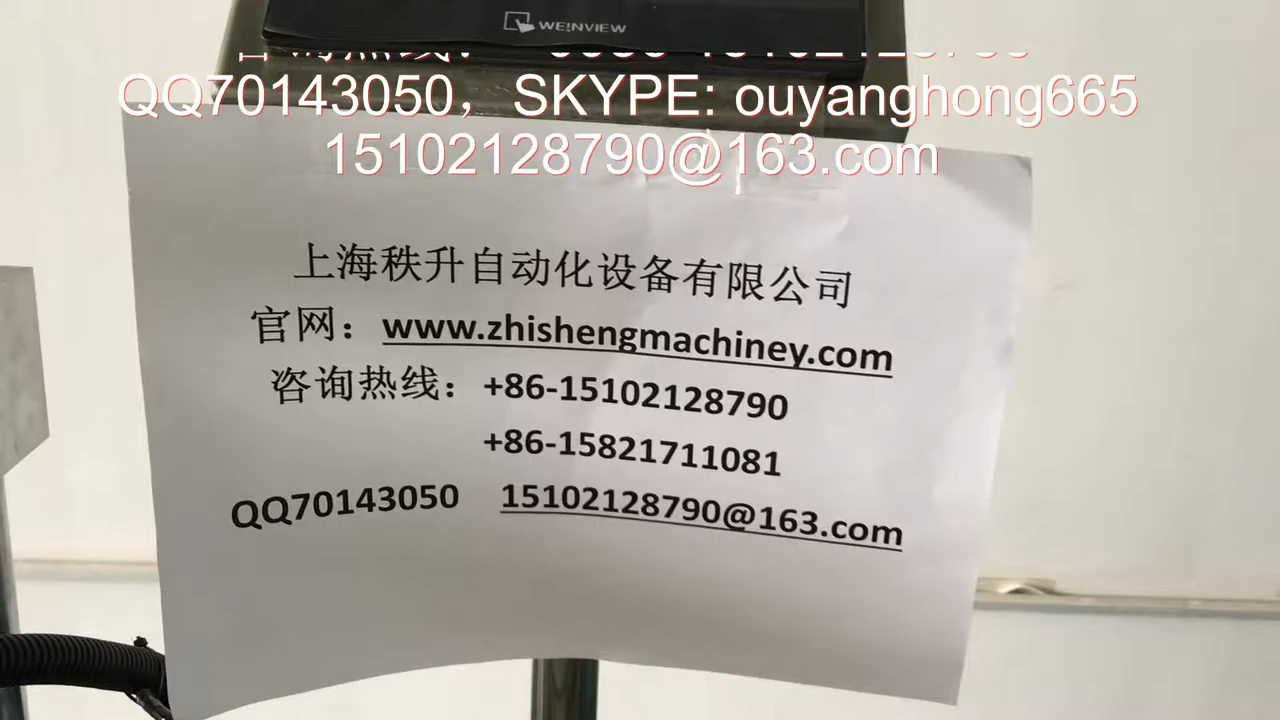 WEINVIEW
QQ70143050，SKYPE: ouyanghong665
15102128790@163.com
上海秩升自动化设备有限公司
官网：www.zhishengmachiney.com
咨询热线：+86-15102128790
+86-15821711081
QQ70143050 15102128790@163.com